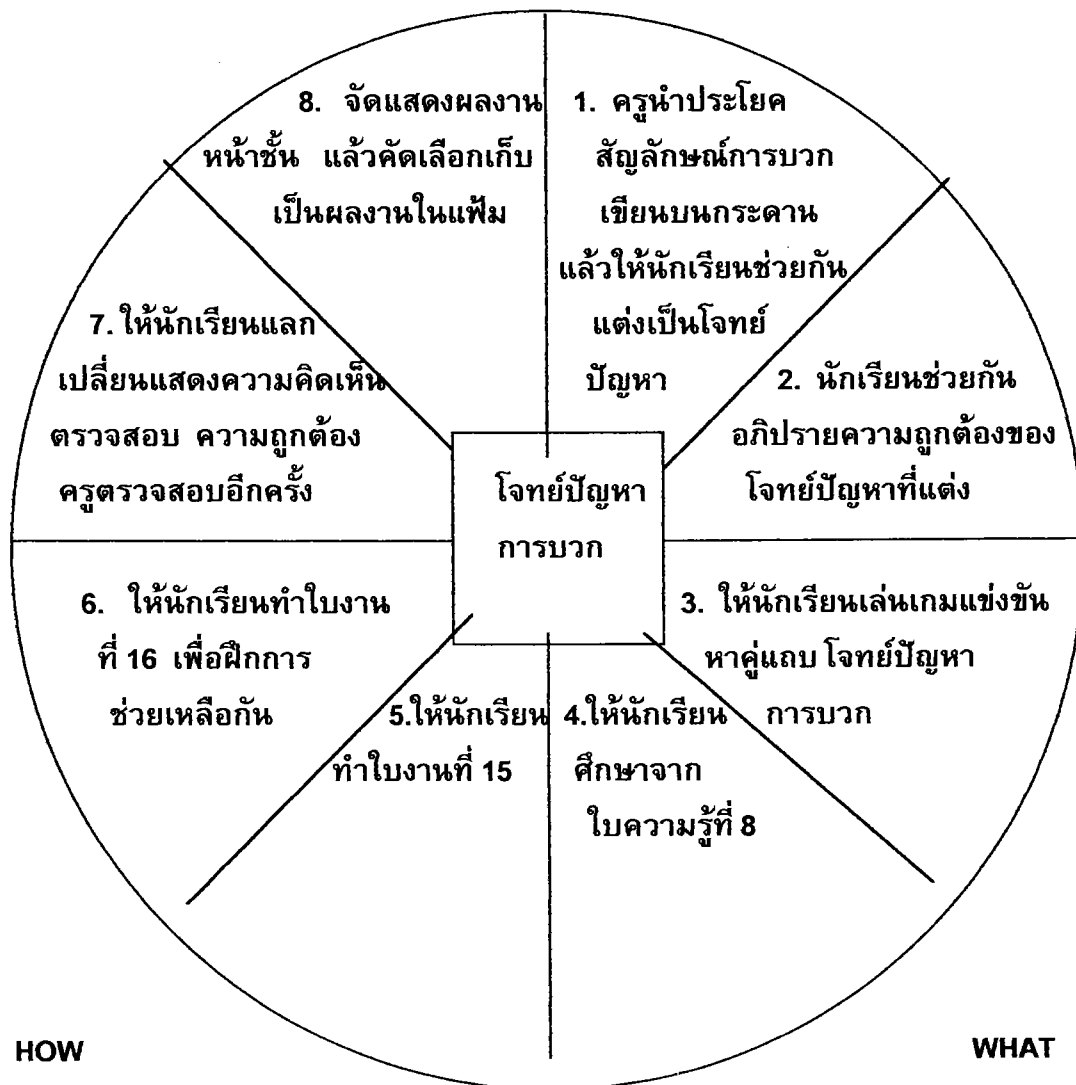 8. จัดแสดงผลงาน
หน้าชั้น แล้วคัดเลือกเก็บ
เป็นผลงานในแฟ้ม
1. ครูนำประโยค
สัญลักษณ์การบวก
เขียนบนกระดาน
แล้วให้นักเรียนช่วยกัน
แต่งเป็นโจทย์
ปัญหา
2. นักเรียนช่วยกัน
อภิปรายความถูกต้องของ
โจทย์ปัญหาที่แต่ง
3. ให้นักเรียนเล่นเกมแข่งขัน
หาคู่แถบ โจทย์ปัญหา
การบวก
4.ให้นักเรียน
ศึกษาจาก
ใบความรู้ที่ 8
5.ให้นักเรียน
ทำใบงานที่ 15
6. ให้นักเรียนทำใบงาน
ที่ 16 เพื่อฝึกการ
ช่วยเหลือกัน
7. ให้นักเรียนแลก
เปลี่ยนแสดงความคิดเห็น
ตรวจสอบ ความถูกต้อง
ครูตรวจสอบอีกครั้ง
โจทย์ปัญหา
การบวก
HOW
WHAT